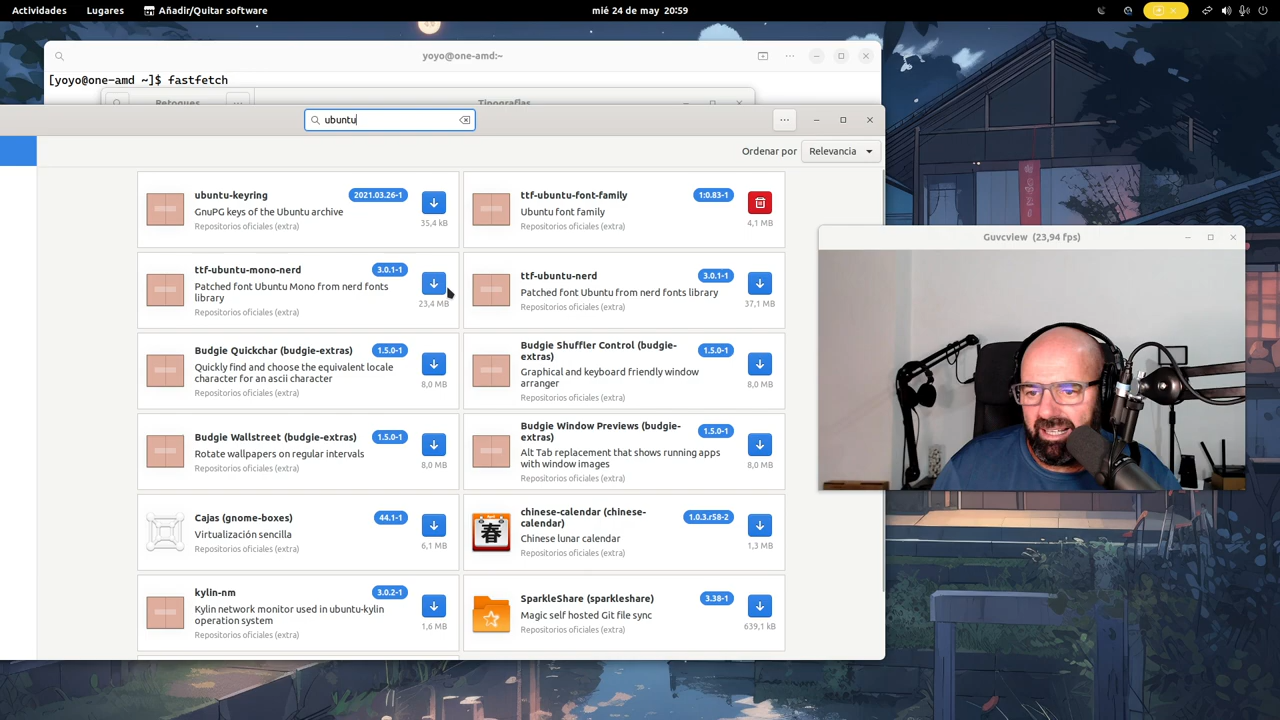 Actividades
Lugares
Añadir/Quitar software
mié 24 de may 20:59
yoyo@one-amd:~
[yoyo@one-amd ~]$ fastfetch
Retoques
Tipografías
ubuntu
Ordenar por
Relevancia
ubuntu-keyring
2021.03.26-1
GnuPG keys of the Ubuntu archive
Repositorios oficiales (extra)
35,4 kB
ttf-ubuntu-font-family
1:0.83-1
Ubuntu font family
Repositorios oficiales (extra)
4,1 MB
ttf-ubuntu-mono-nerd
3.0.1-1
Patched font Ubuntu Mono from nerd fonts
library
Repositorios oficiales (extra)
23,4 MB
ttf-ubuntu-nerd
3.0.1-1
Patched font Ubuntu from nerd fonts library
Repositorios oficiales (extra)
37,1 MB
Budgie Quickchar (budgie-extras)
1.5.0-1
Quickly find and choose the equivalent locale
character for an ascii character
Repositorios oficiales (extra)
8,0 MB
Budgie Shuffler Control (budgie-
extras)
1.5.0-1
Graphical and keyboard friendly window
arranger
Repositorios oficiales (extra)
8,0 MB
Budgie Wallstreet (budgie-extras)
1.5.0-1
Rotate wallpapers on regular intervals
Repositorios oficiales (extra)
8,0 MB
Budgie Window Previews (budgie-
extras)
1.5.0-1
Alt Tab replacement that shows running apps
with window images
Repositorios oficiales (extra)
8,0 MB
Cajas (gnome-boxes)
44.1-1
Virtualización sencilla
Repositorios oficiales (extra)
6,1 MB
春
chinese-calendar (chinese-
calendar)
1.0.3.r58-2
Chinese lunar calendar
Repositorios oficiales (extra)
1,3 MB
kylin-nm
3.0.2-1
Kylin network monitor used in ubuntu-kylin
operation system
Repositorios oficiales (extra)
1,6 MB
SparkleShare (sparkleshare)
3.38-1
Magic self hosted Git file sync
Repositorios oficiales (extra)
639,1 kB
Guvcview (23,94 fps)